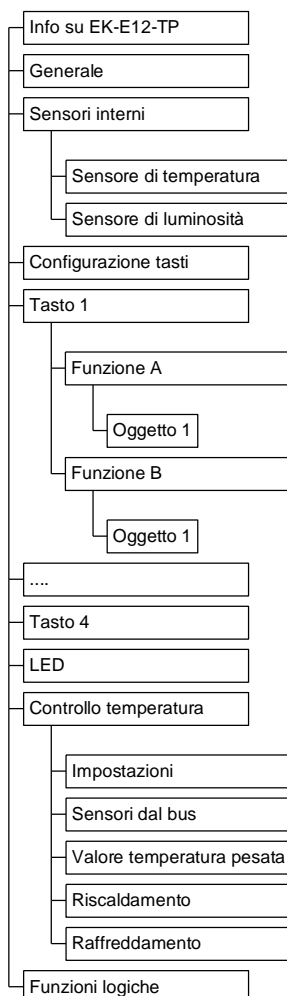 Info su EK-E12-TP
Generale
Sensori interni
Sensore di temperatura
Sensore di luminosità
Configurazione tasti
Tasto 1
Funzione A
Oggetto 1
Funzione B
Oggetto 1
....
Tasto 4
LED
Controllo temperatura
Impostazioni
Sensori dal bus
Valore temperatura pesata
Riscaldamento
Raffreddamento
Funzioni logiche